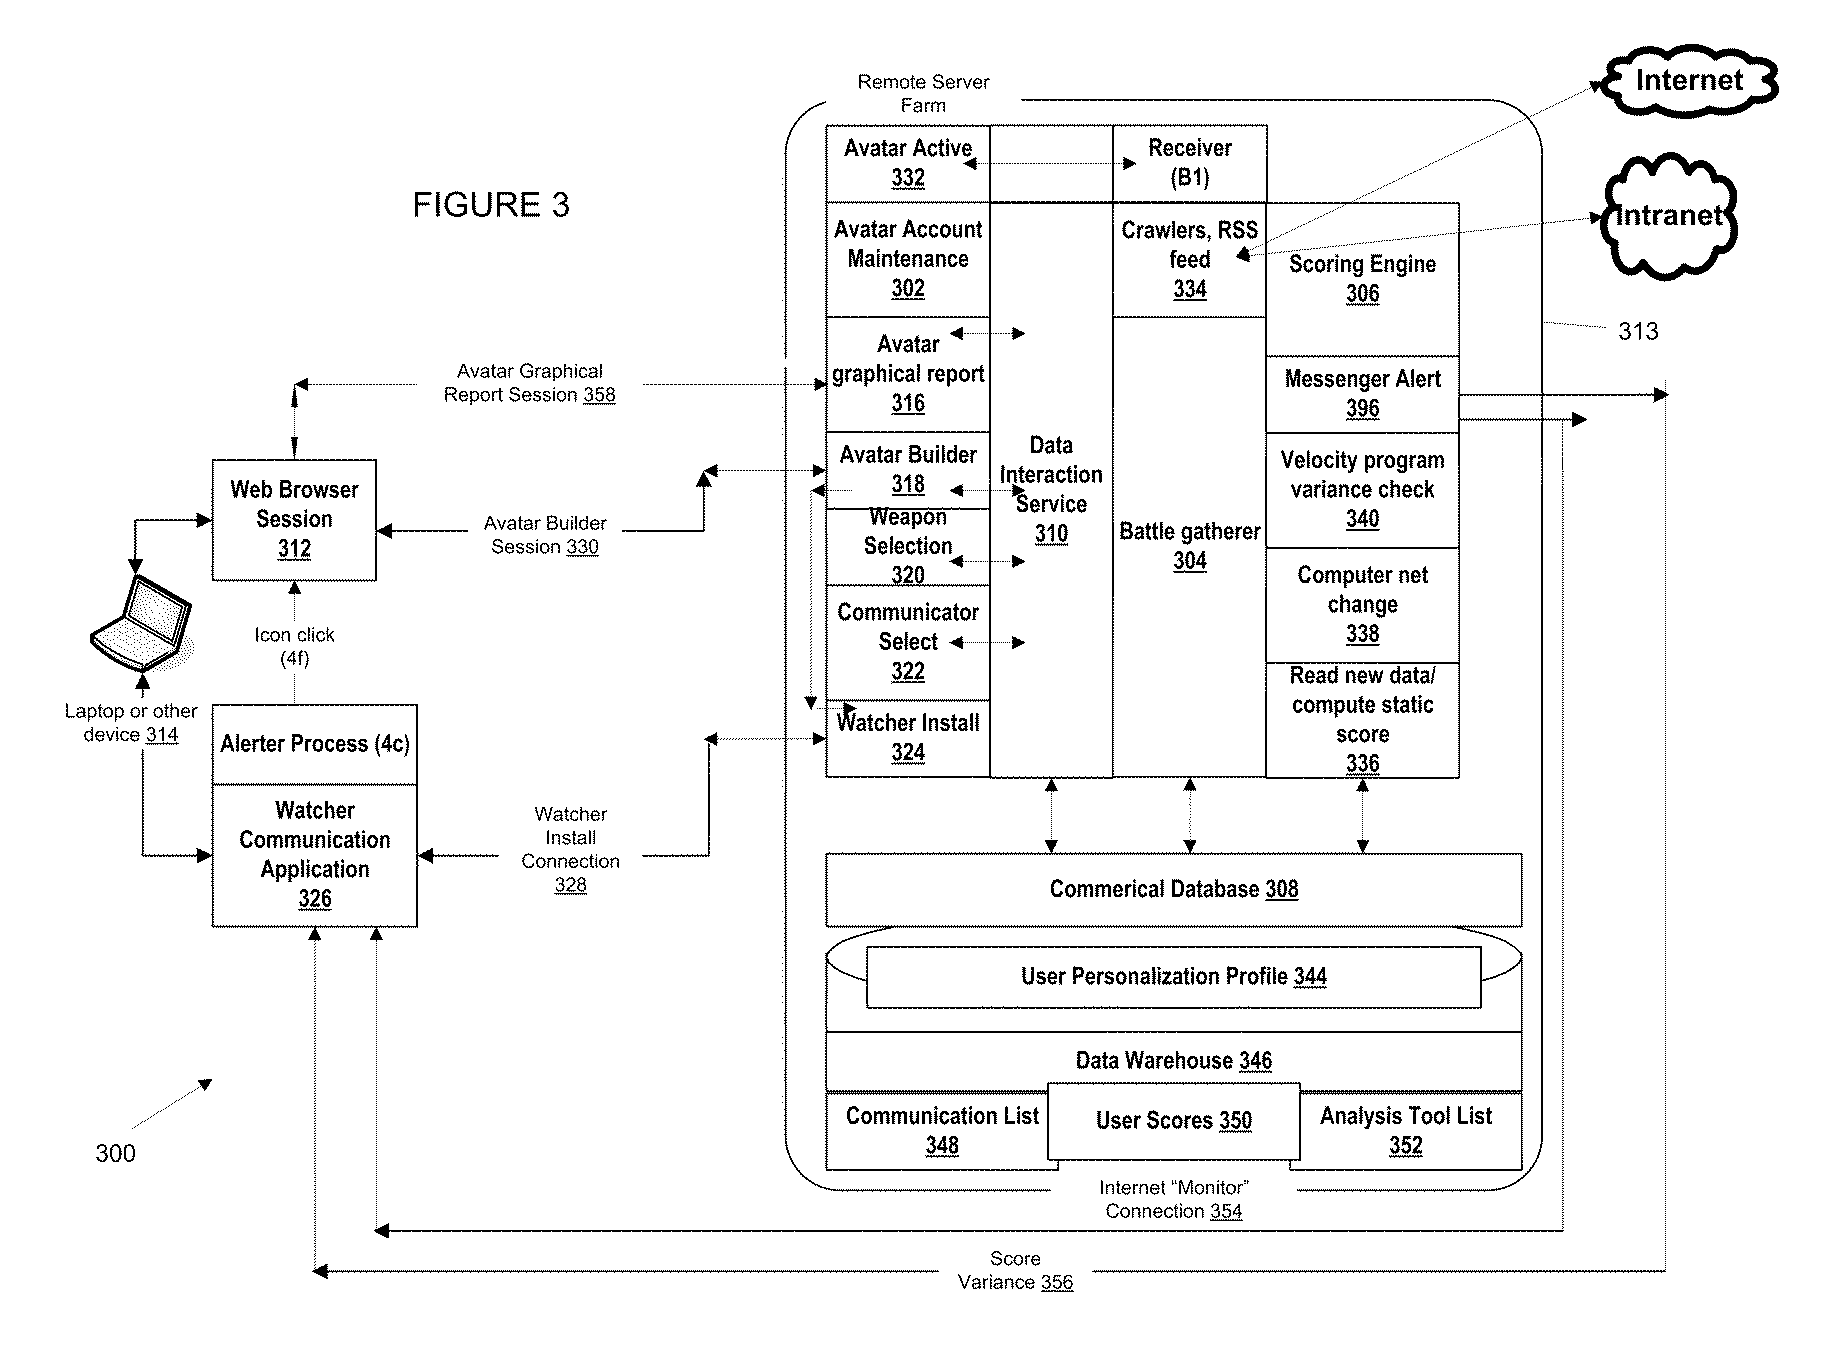 FIGURE 3
Remote Server
Farm
Internet
Intranet
313
Avatar Active
332
Receiver
(B1)
Avatar Account
Maintenance
302
Crawlers, RSS
feed
334
Scoring Engine
306
Avatar
graphical report
316
Messenger Alert
396
Avatar Builder
318
Data
Interaction
Service
310
Battle gatherer
304
Velocity program
variance check
340
Weapon
Selection
320
Computer net
change
338
Communicator
Select
322
Read new data/
compute static
score
336
Watcher Install
324
Avatar Graphical
Report Session 358
Web Browser
Session
312
Avatar Builder
Session 330
Icon click
(4f)
Laptop or other
device 314
Alerter Process (4c)
Watcher
Communication
Application
326
Watcher
Install
Connection
328
Commerical Database 308
User Personalization Profile 344
Data Warehouse 346
Communication List
348
User Scores 350
Analysis Tool List
352
300
Internet “Monitor”
Connection 354
Score
Variance 356